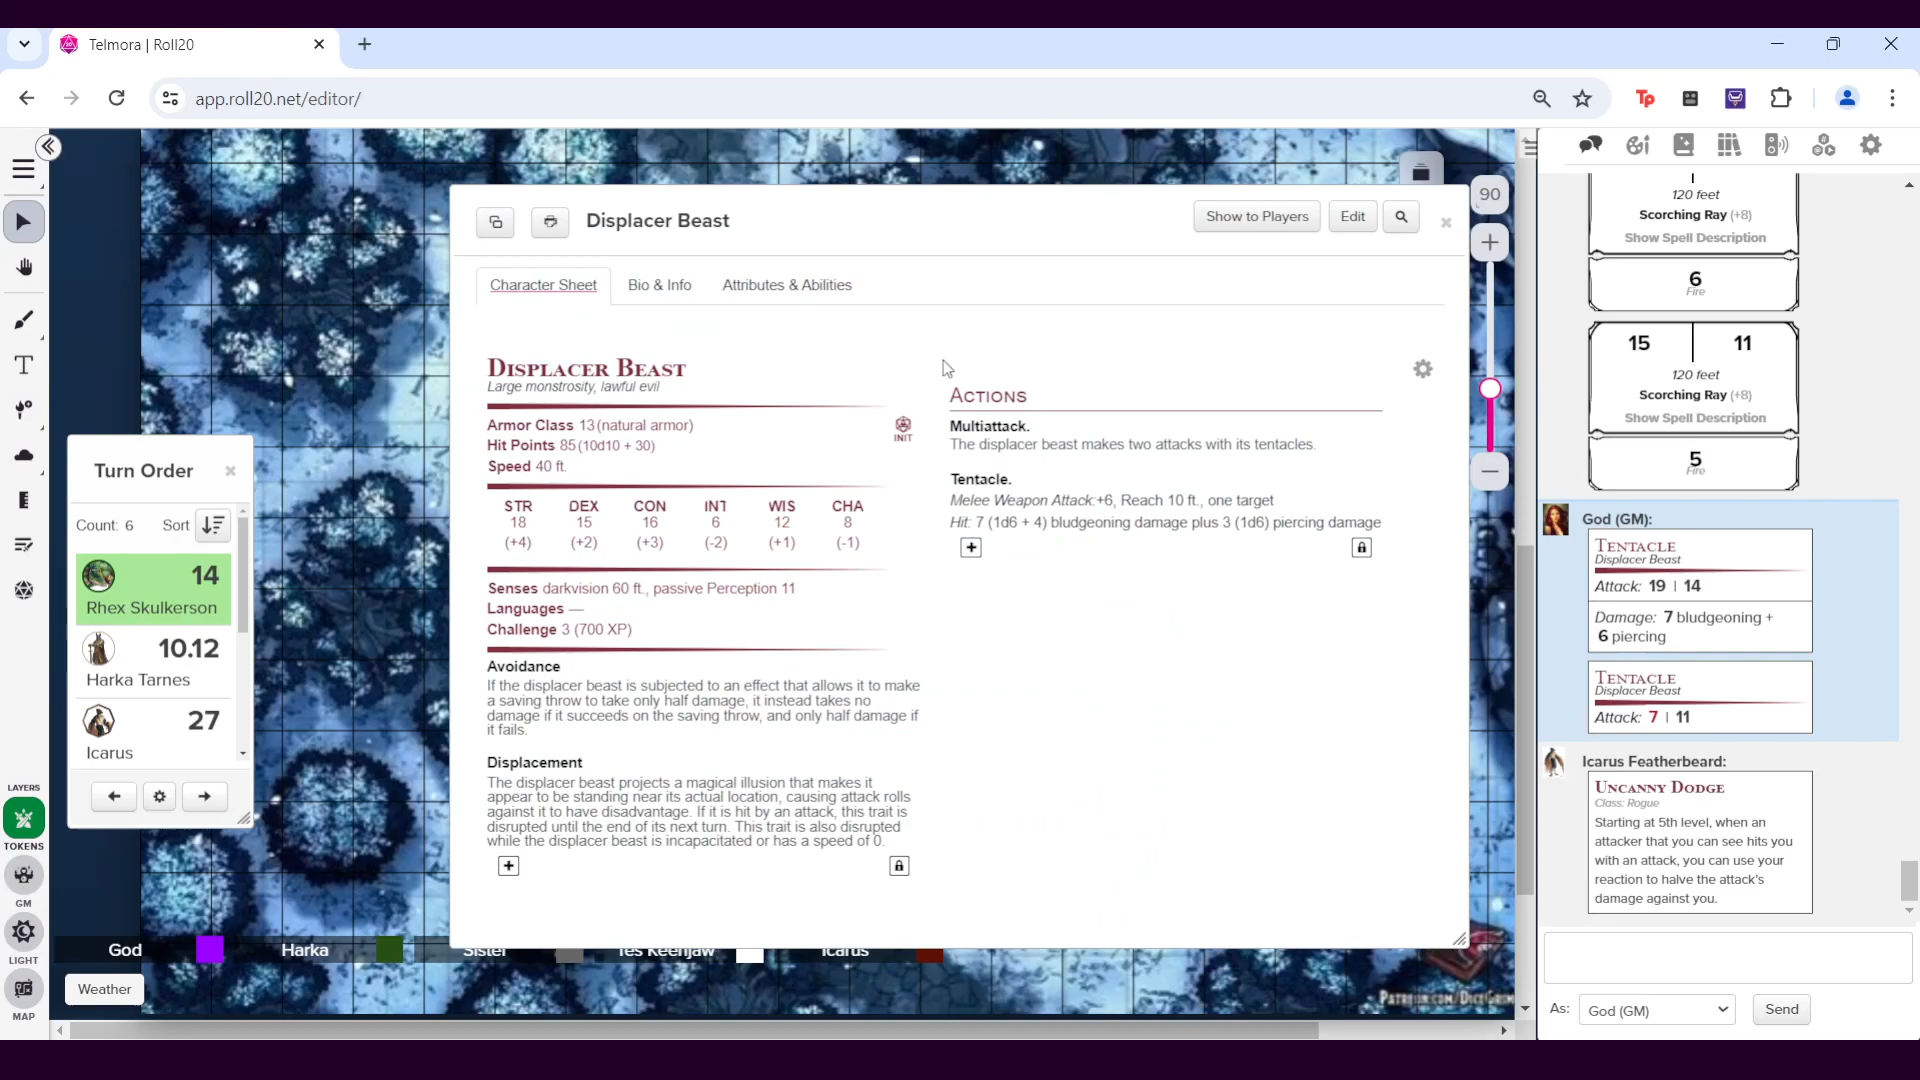 Telmora | Roll20
app.roll20.net/editor/
Displacer Beast
Show to Players
Edit
90
Character Sheet
Bio & Info
Attributes & Abilities
DISPLACER BEAST
Large monstrosity, lawful evil
Armor Class 13 (natural armor)
Hit Points 85 (10d10 + 30)
Speed 40 ft.
INIT
STR DEX CON INT WIS CHA
18 15 16 6 12 8
(+4) (+2) (+3) (-2) (+1) (-1)
Senses darkvision 60 ft., passive Perception 11
Languages —
Challenge 3 (700 XP)
Avoidance
If the displacer beast is subjected to an effect that allows it to make
a saving throw to take only half damage, it instead takes no
damage if it succeeds on the saving throw, and only half damage if
it fails.
Displacement
The displacer beast projects a magical illusion that makes it
appear to be standing near its actual location, causing attack rolls
against it to have disadvantage. If it is hit by an attack, this trait is
disrupted until the end of its next turn. This trait is also disrupted
while the displacer beast is incapacitated or has a speed of 0.
ACTIONS
Multiattack.
The displacer beast makes two attacks with its tentacles.
Tentacle.
Melee Weapon Attack: +6, Reach 10 ft., one target
Hit: 7 (1d6 + 4) bludgeoning damage plus 3 (1d6) piercing damage
Turn Order
Count: 6 Sort
14
Rhex Skulkerson
10.12
Harka Tarnes
27
Icarus
LAYERS
TOKENS
GM
LIGHT
MAP
God
Harka
Sister
Tes Keenjaw
Icarus
Weather
PATREON.COM/DICEGRIM
120 feet
Scorching Ray (+8)
Show Spell Description
6
Fire
15 11
120 feet
Scorching Ray (+8)
Show Spell Description
5
Fire
God (GM):
TENTACLE
Displacer Beast
Attack: 19 | 14
Damage: 7 bludgeoning +
6 piercing
TENTACLE
Displacer Beast
Attack: 7 | 11
Icarus Featherbeard:
UNCANNY DODGE
Class: Rogue
Starting at 5th level, when an
attacker that you can see hits you
with an attack, you can use your
reaction to halve the attack's
damage against you.
As: God (GM)
Send